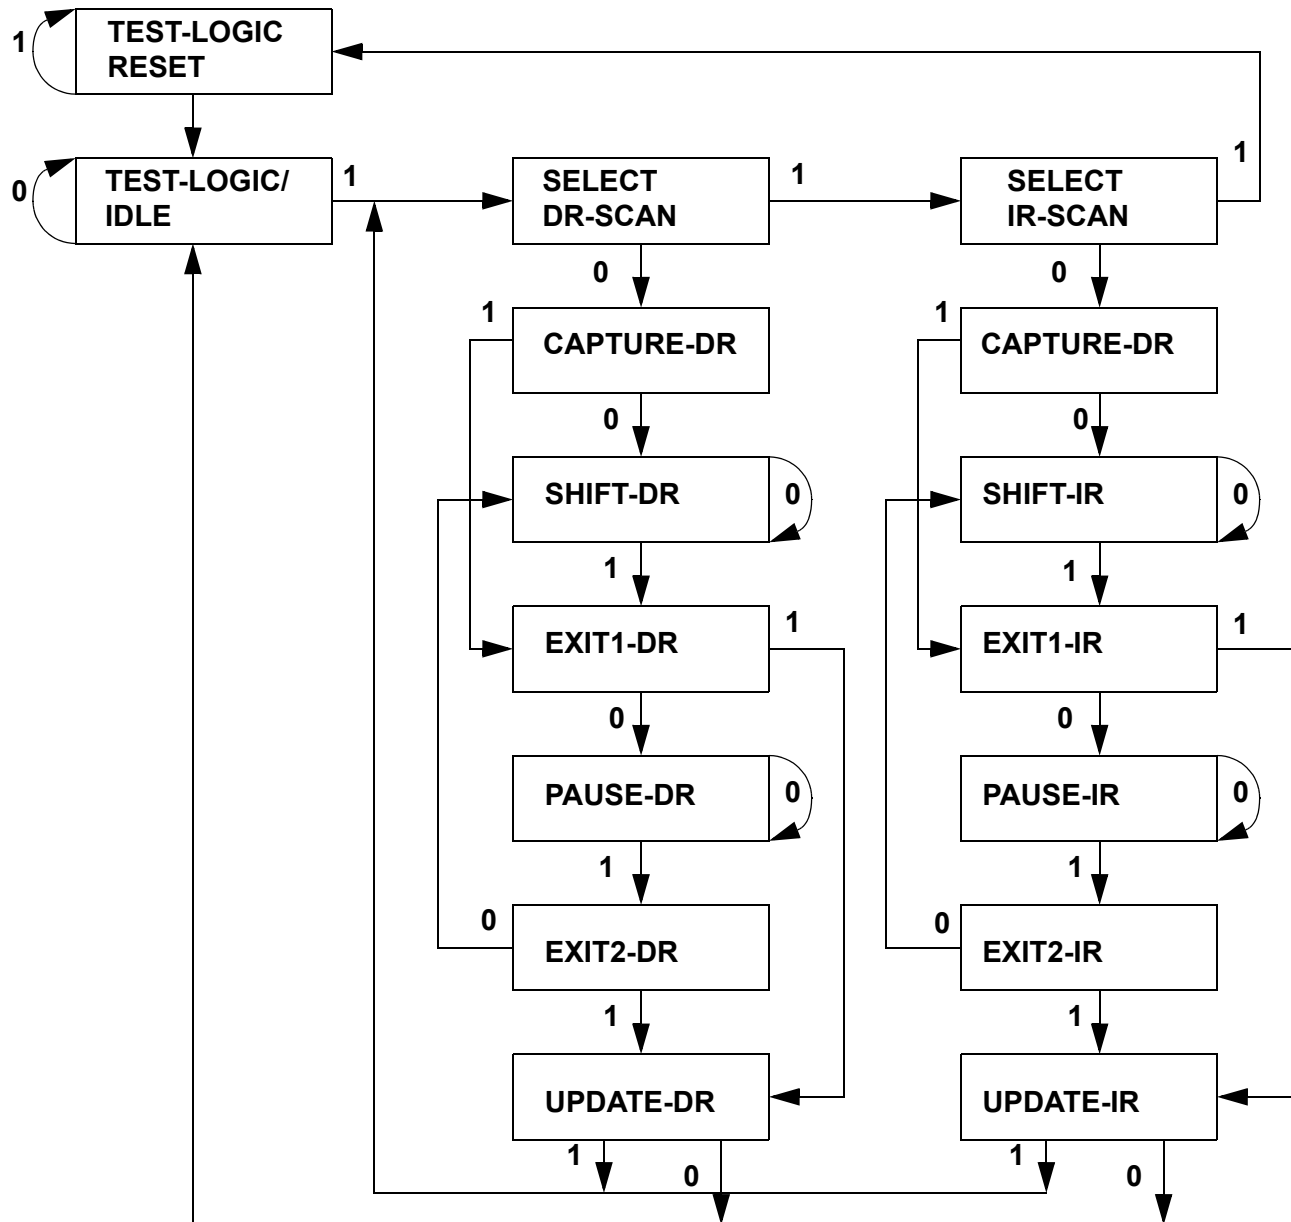 TEST-LOGIC
RESET
1
TEST-LOGIC/
IDLE
0
1
SELECT
DR-SCAN
1
SELECT
IR-SCAN
1
0
0
1
CAPTURE-DR
1
CAPTURE-DR
0
0
SHIFT-DR
0
SHIFT-IR
0
1
1
EXIT1-DR
1
EXIT1-IR
1
0
0
PAUSE-DR
0
PAUSE-IR
0
1
1
0
EXIT2-DR
0
EXIT2-IR
1
1
UPDATE-DR
UPDATE-IR
1
0
1
0